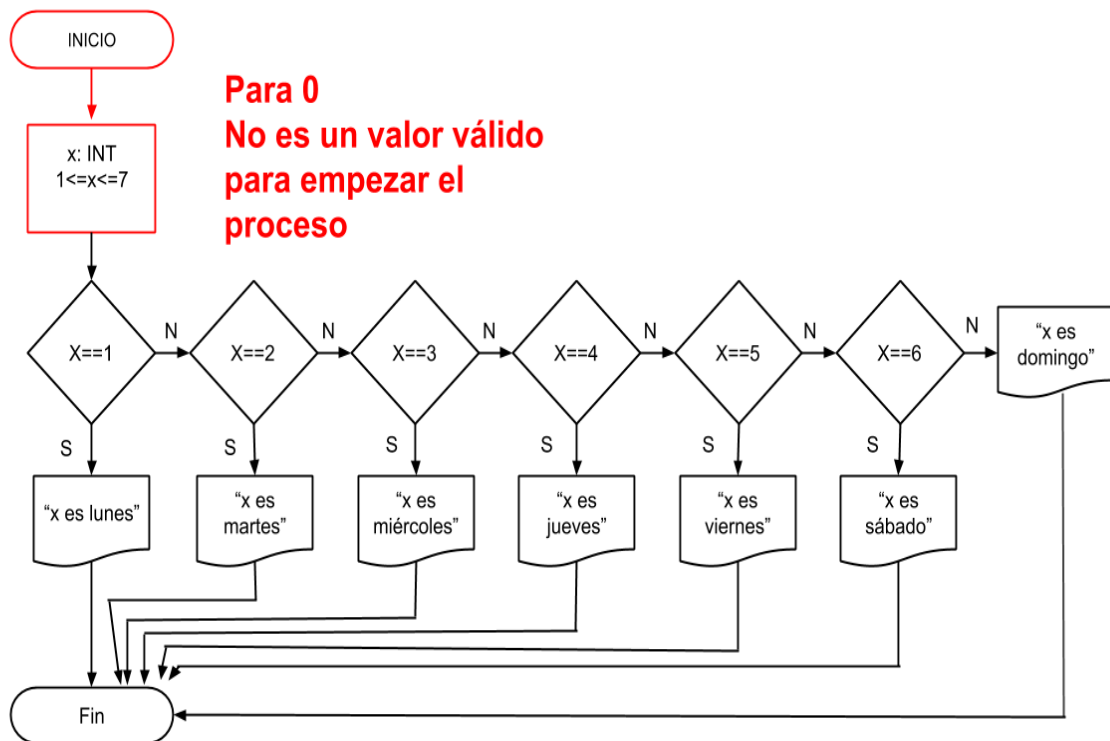 INICIO
Para 0
No es un valor válido
para empezar el
proceso
x: INT
1<=x<=7
X==1
N
X==2
N
X==3
N
X==4
N
X==5
N
X==6
N
“x es
domingo”
S
S
S
S
S
S
“x es lunes”
“x es
martes”
“x es
miércoles”
“x es
jueves”
“x es
viernes”
“x es
sábado”
Fin